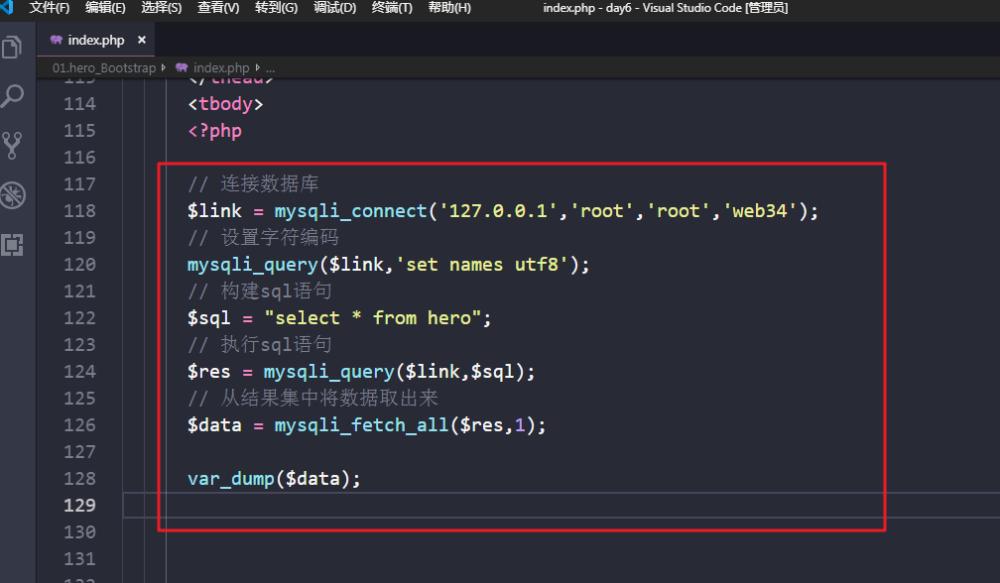 文件(F) 编辑(E) 选择(S) 查看(V) 转到(G) 调试(D) 终端(T) 帮助(H) index.php - day6 - Visual Studio Code [管理员]
index.php ×
01.hero_Bootstrap index.php ...
113 </thead>
114 <tbody>
115 <?php
116
117 // 连接数据库
118 $link = mysqli_connect('127.0.0.1','root','root','web34');
119 // 设置字符编码
120 mysqli_query($link,'set names utf8');
121 // 构建sql语句
122 $sql = "select * from hero";
123 // 执行sql语句
124 $res = mysqli_query($link,$sql);
125 // 从结果集中将数据取出来
126 $data = mysqli_fetch_all($res,1);
127
128 var_dump($data);
129
130
131